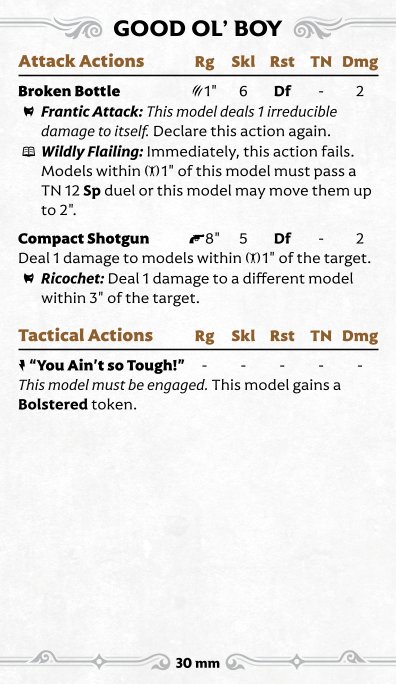 GOOD OL’ BOY
Attack Actions Rg Skl Rst TN Dmg
Broken Bottle 1" 6 Df - 2
Frantic Attack: This model deals 1 irreducible
damage to itself. Declare this action again.
Wildly Flailing: Immediately, this action fails.
Models within 1" of this model must pass a
TN 12 Sp duel or this model may move them up
to 2".
Compact Shotgun 8" 5 Df - 2
Deal 1 damage to models within 1" of the target.
Ricochet: Deal 1 damage to a different model
within 3" of the target.
Tactical Actions Rg Skl Rst TN Dmg
“You Ain’t so Tough!” - - - - -
This model must be engaged. This model gains a
Bolstered token.
30 mm